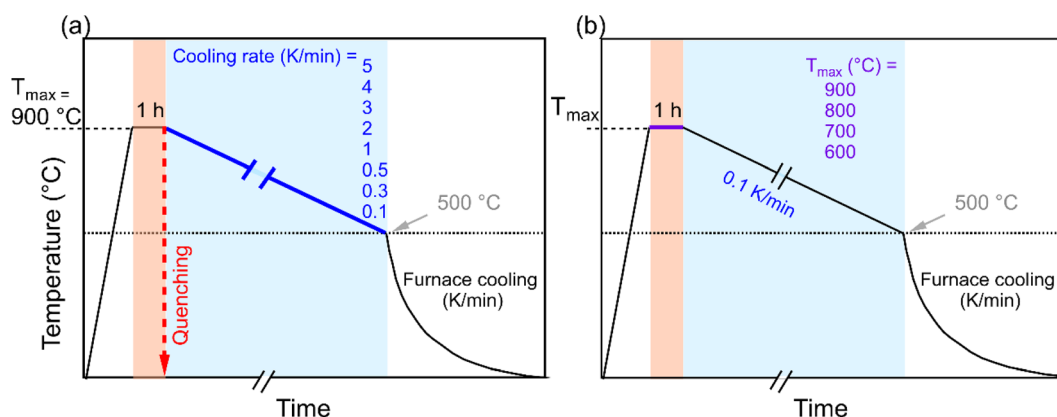 (a)
Cooling rate (K/min) =
5
4
3
2
1
0.5
0.3
0.1
Tmax =
900 °C
1 h
500 °C
Quenching
Furnace cooling
(K/min)
Temperature (°C)
Time
(b)
Tmax (°C) =
900
800
700
600
Tmax
1 h
0.1 K/min
500 °C
Furnace cooling
(K/min)
Time